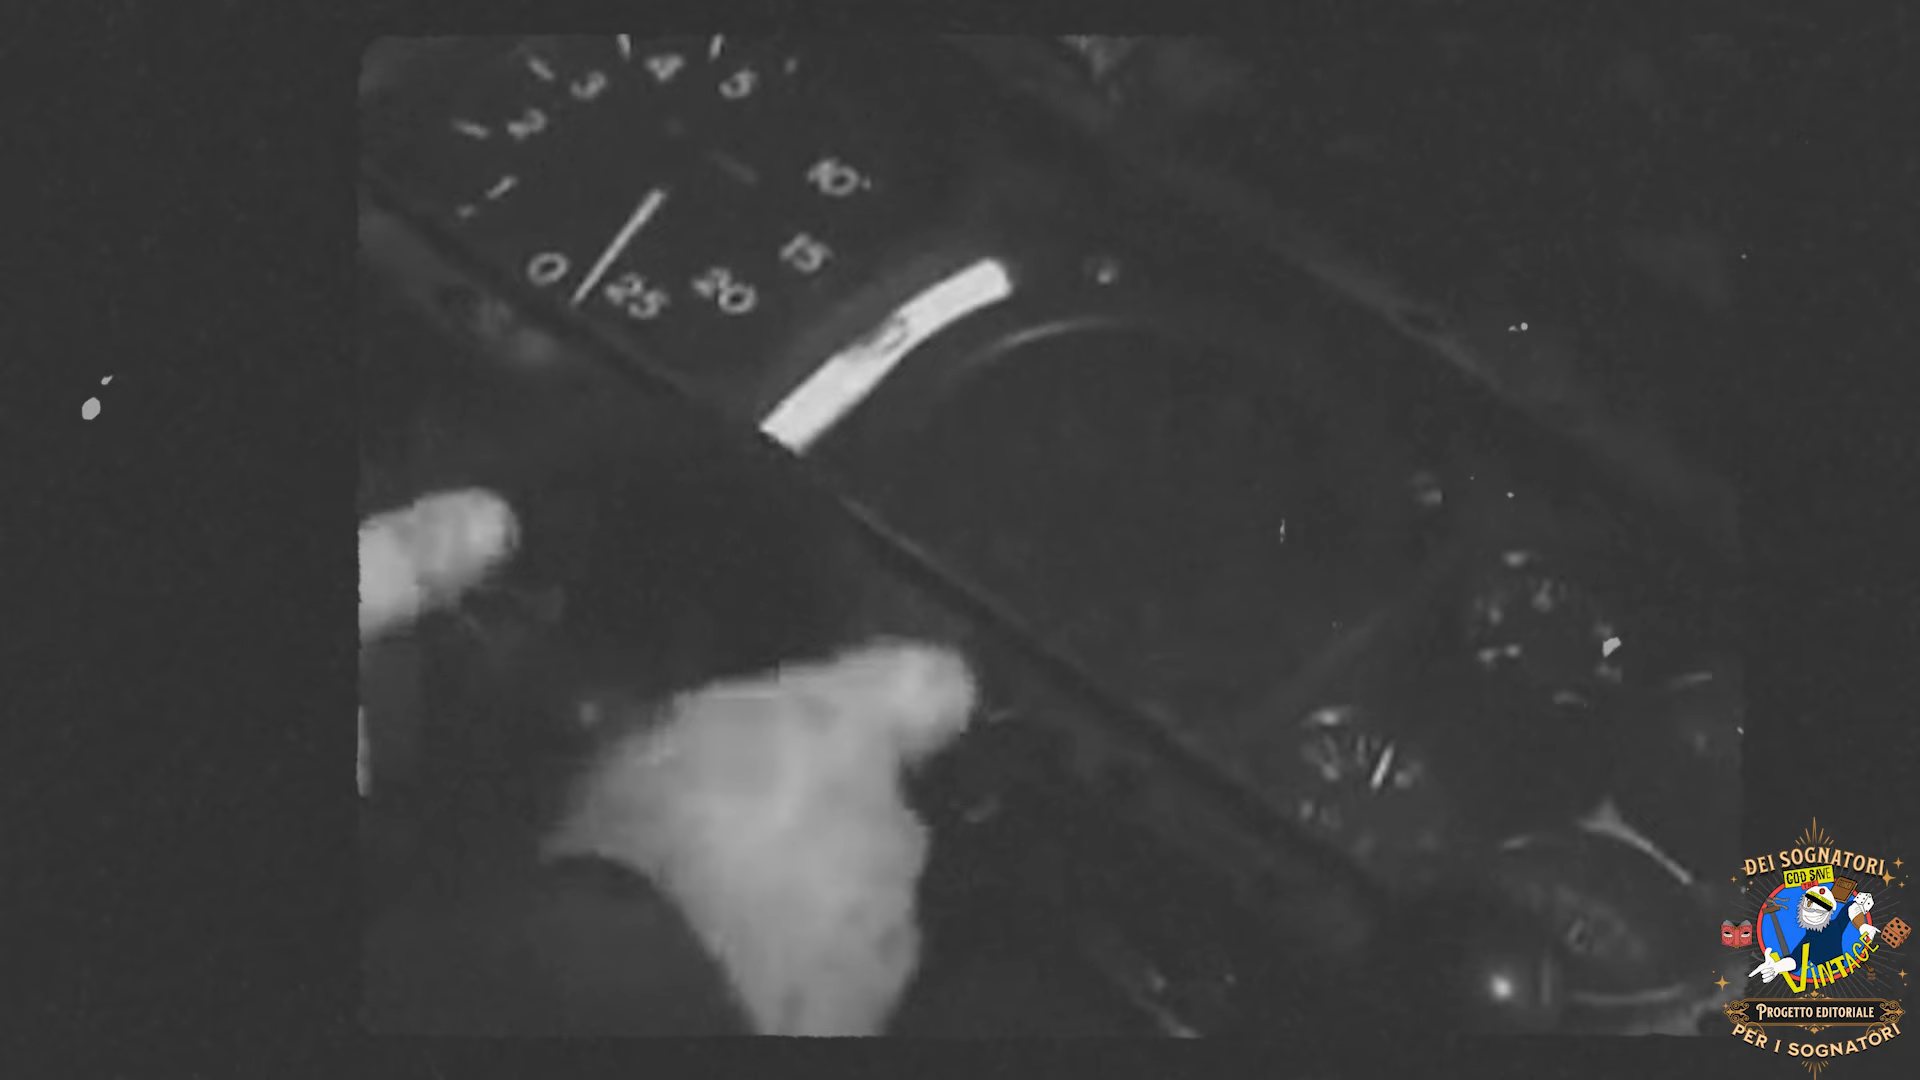 1 2 3 4 5
10
15
20
25
0
DEI SOGNATORI
GOD SAVE
THE
VINTAGE
PROGETTO EDITORIALE
PER I SOGNATORI